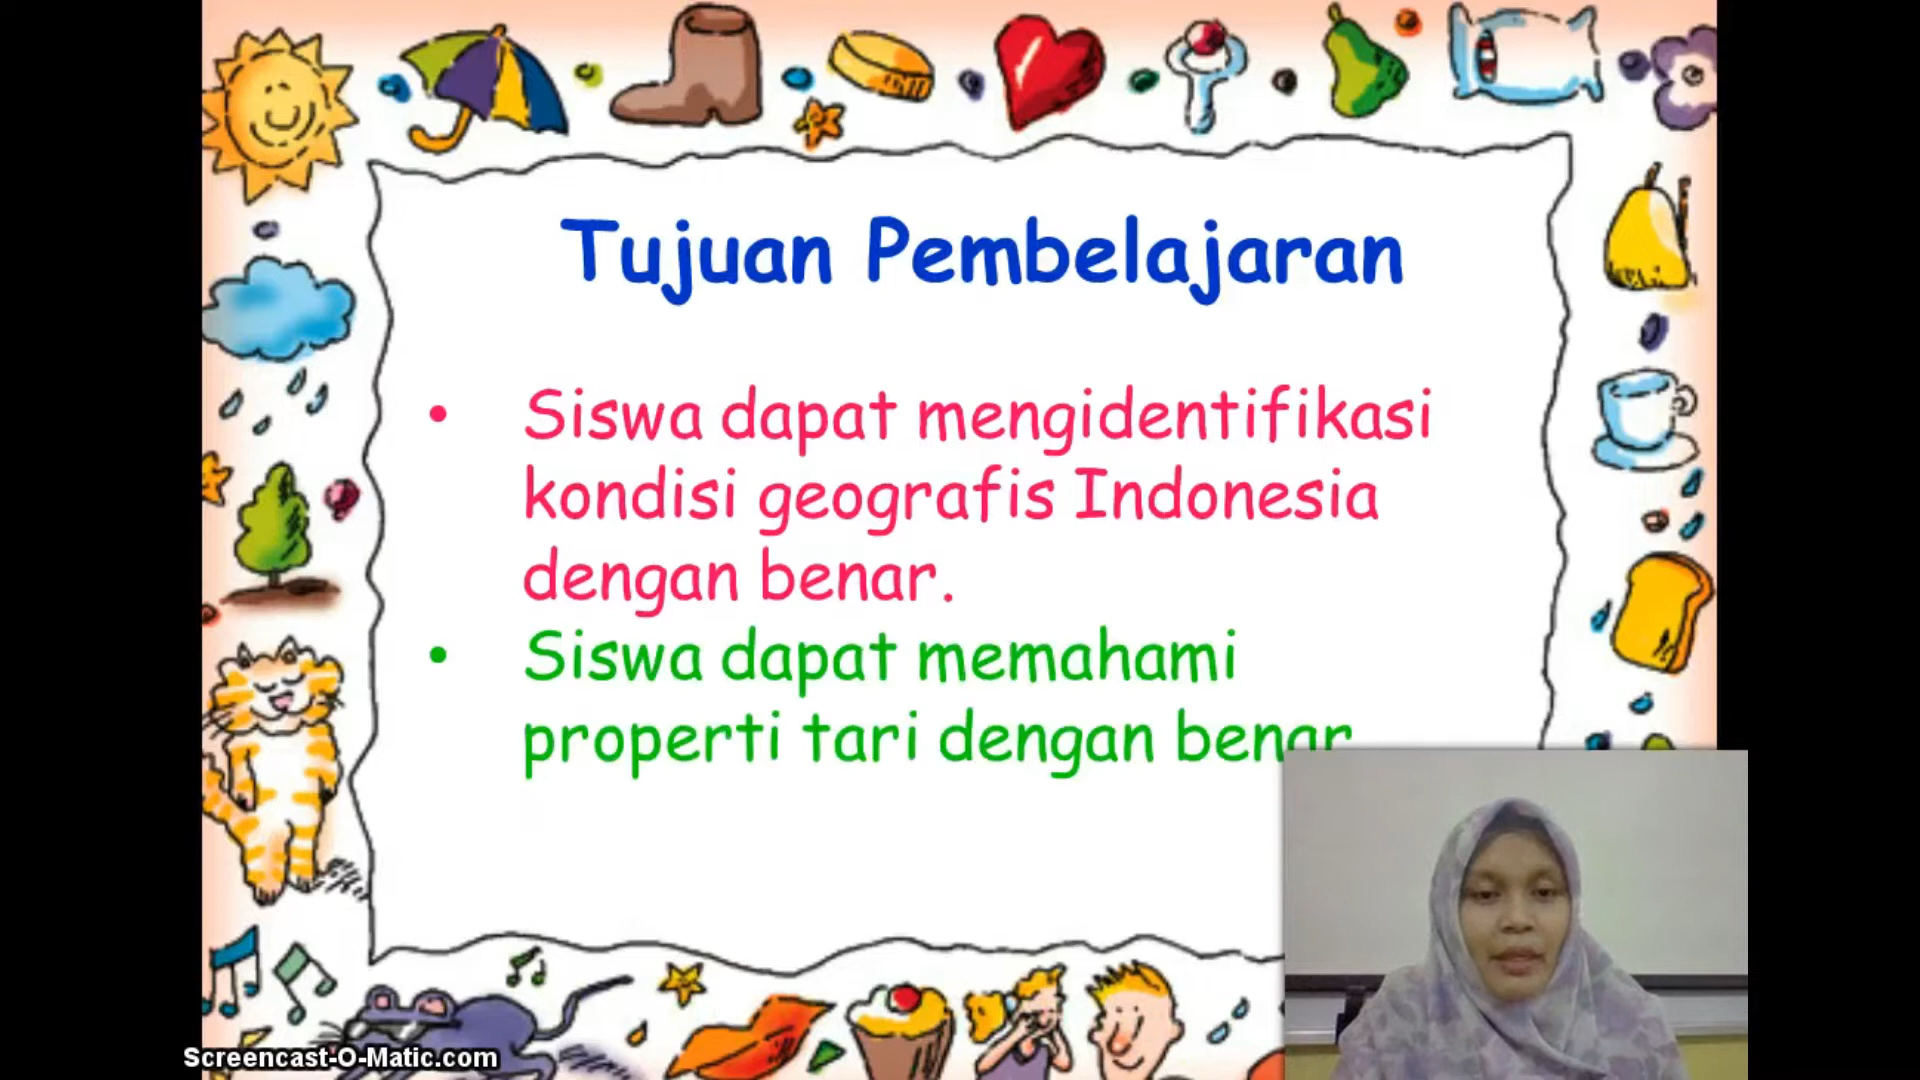 Tujuan Pembelajaran
• Siswa dapat mengidentifikasi
kondisi geografis Indonesia
dengan benar.
• Siswa dapat memahami
properti tari dengan benar
Screencast-O-Matic.com